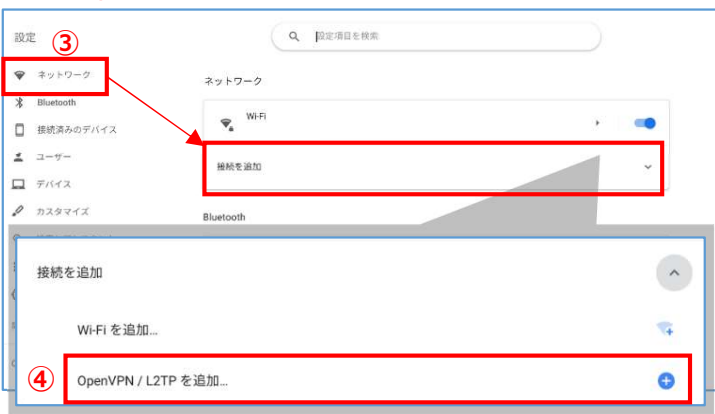 設定
設定項目を検索
③
ネットワーク
Bluetooth
接続済みのデバイス
ユーザー
デバイス
カスタマイズ
ネットワーク
Wi-Fi
接続を追加
Bluetooth
接続を追加
Wi-Fi を追加...
④
OpenVPN / L2TP を追加...